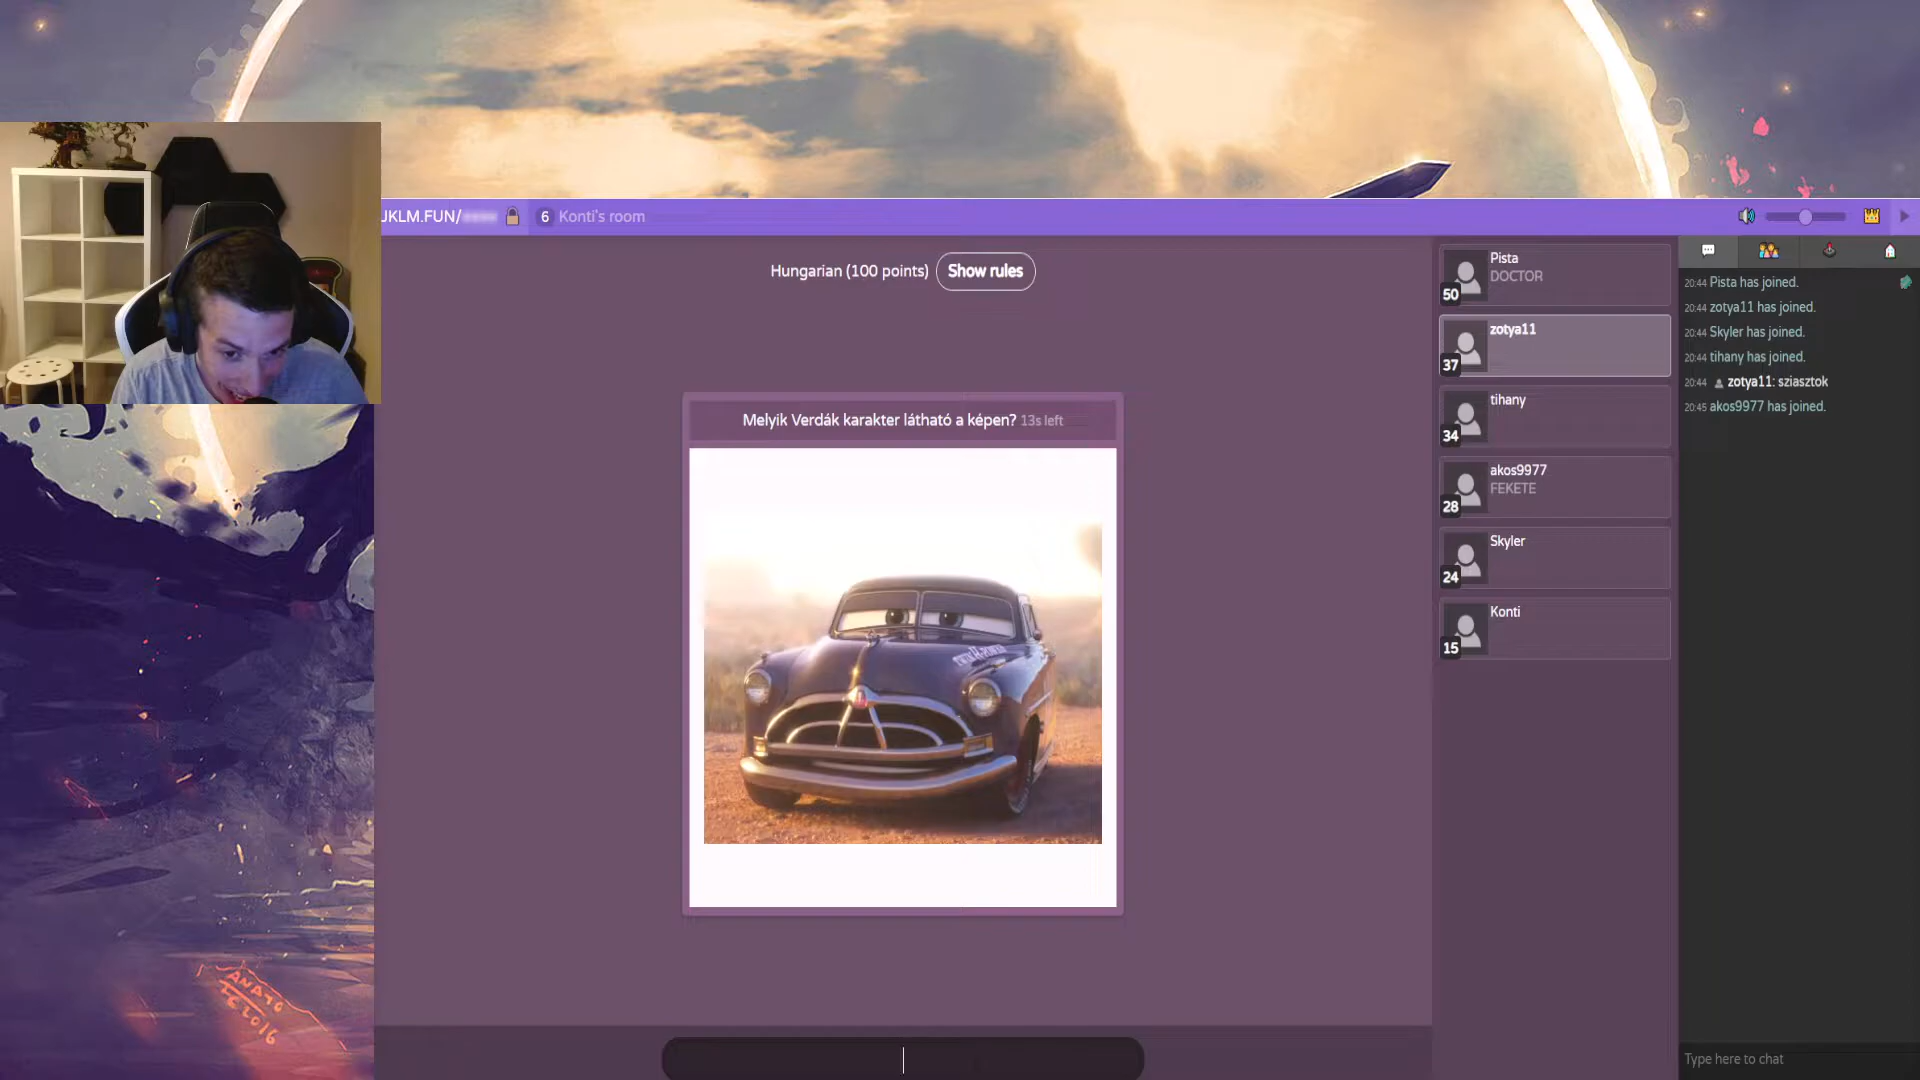 JKLM.FUN/
6 Konti's room
Hungarian (100 points) Show rules
Melyik Verdák karakter látható a képen? 13s left
Pista
DOCTOR
50
zotya11
37
tihany
34
akos9977
FEKETE
28
Skyler
24
Konti
15
20:44 Pista has joined.
20:44 zotya11 has joined.
20:44 Skyler has joined.
20:44 tihany has joined.
20:44 zotya11: sziasztok
20:45 akos9977 has joined.
Type here to chat
ANATO
2016